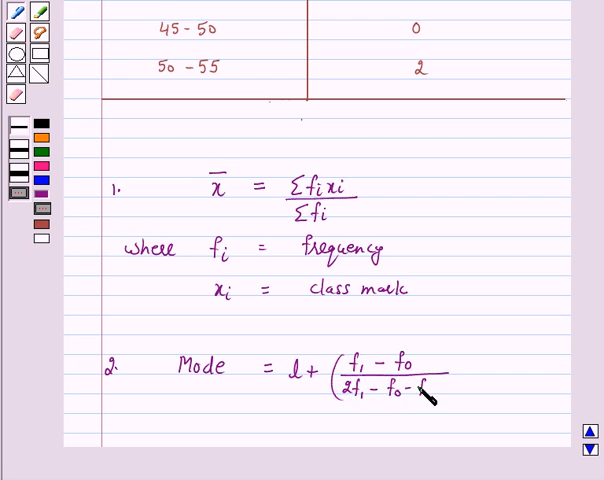 45 - 50 0
50 - 55 2
1. x̄ = Σfixi / Σfi
where fi = frequency
xi = class mark
2. Mode = l + ( f1 - f0 / 2f1 - f0 - f